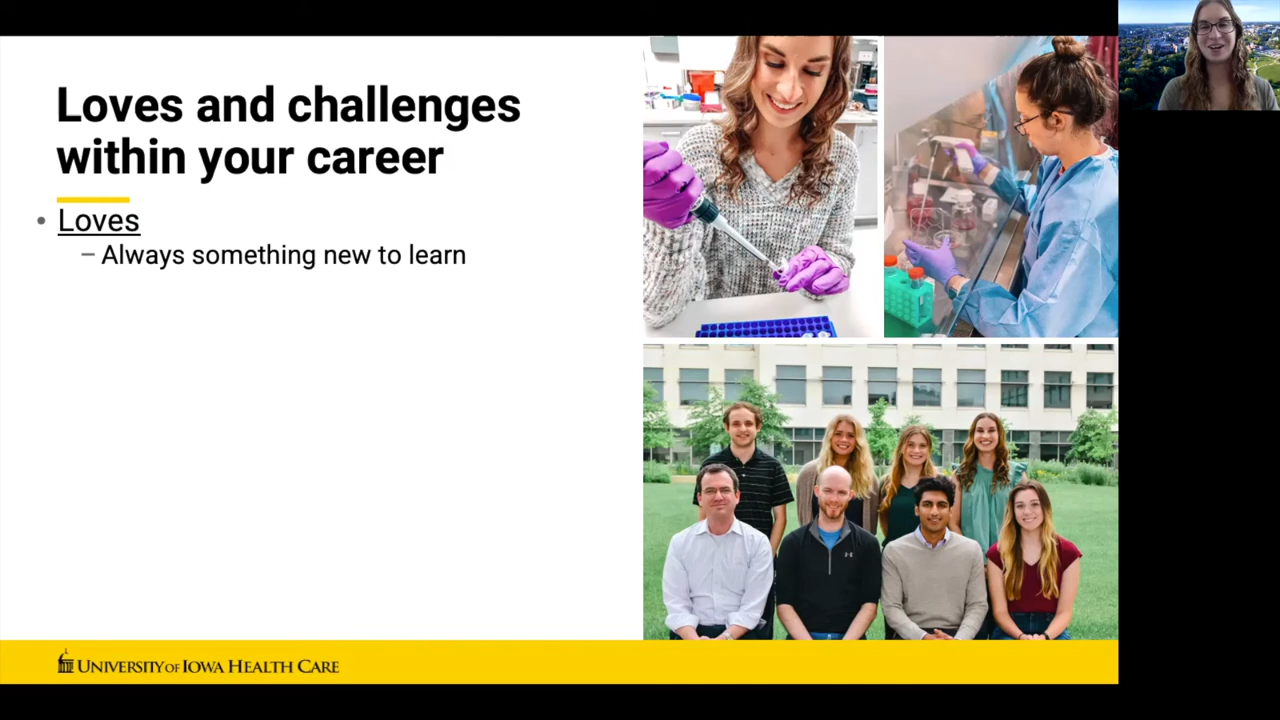 Loves and challenges
within your career
• Loves
– Always something new to learn
UNIVERSITY OF IOWA HEALTH CARE